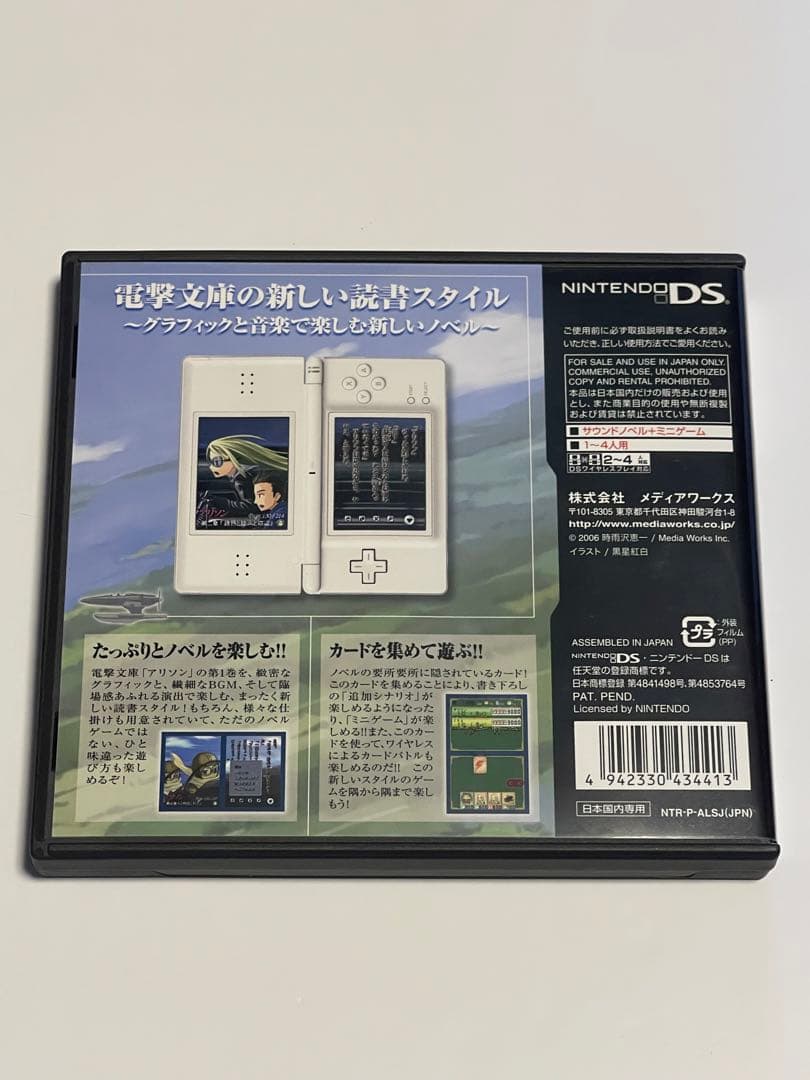 電撃文庫の新しい読書スタイル
〜グラフィックと音楽で楽しむ新しいノベル〜
X
A
Y
B
START
SELECT
アリソン
たっぷりとノベルを楽しむ!!
電撃文庫「アリソン」の第1巻を、緻密な
グラフィックと、繊細なBGM、そして臨
場感あふれる演出で楽しむ、まったく新
しい読書スタイル!もちろん、様々な仕
掛けも用意されていて、ただのノベル
ゲームでは
ない、ひと
味違った遊
び方も楽し
めるぞ!
カードを集めて遊ぶ!!
ノベルの要所要所に隠されているカード!
このカードを集めることにより、書き下ろし
の「追加シナリオ」が
楽しめるようになった
り、「ミニゲーム」が楽
しめる!!また、このカー
ドを使って、ワイヤレス
によるカードバトルも
楽しめるのだ!! この
新しいスタイルのゲー
ムを隅から隅まで楽し
もう!
NINTENDO DS
ご使用前に必ず取扱説明書をよくお読み
いただき、正しい使用方法でご愛用ください。
FOR SALE AND USE IN JAPAN ONLY.
COMMERCIAL USE, UNAUTHORIZED
COPY AND RENTAL PROHIBITED.
本品は日本国内だけの販売および使用
とし、また商業目的の使用や無断複製
および賃貸は禁止されています。
■サウンドノベル+ミニゲーム
■1〜4人用
2〜4人対応
DSワイヤレスプレイ対応
株式会社 メディアワークス
〒101-8305 東京都千代田区神田駿河台1-8
http://www.mediaworks.co.jp/
© 2006 時雨沢恵一 / Media Works Inc.
イラスト / 黒星紅白
プラ
:外装
フィルム
(PP)
ASSEMBLED IN JAPAN
NINTENDO DS・ニンテンドー DS は
任天堂の登録商標です。
日本商標登録 第4841498号、第4853764号
PAT. PEND.
Licensed by NINTENDO
4 942330 434413
日本国内専用
NTR-P-ALSJ(JPN)